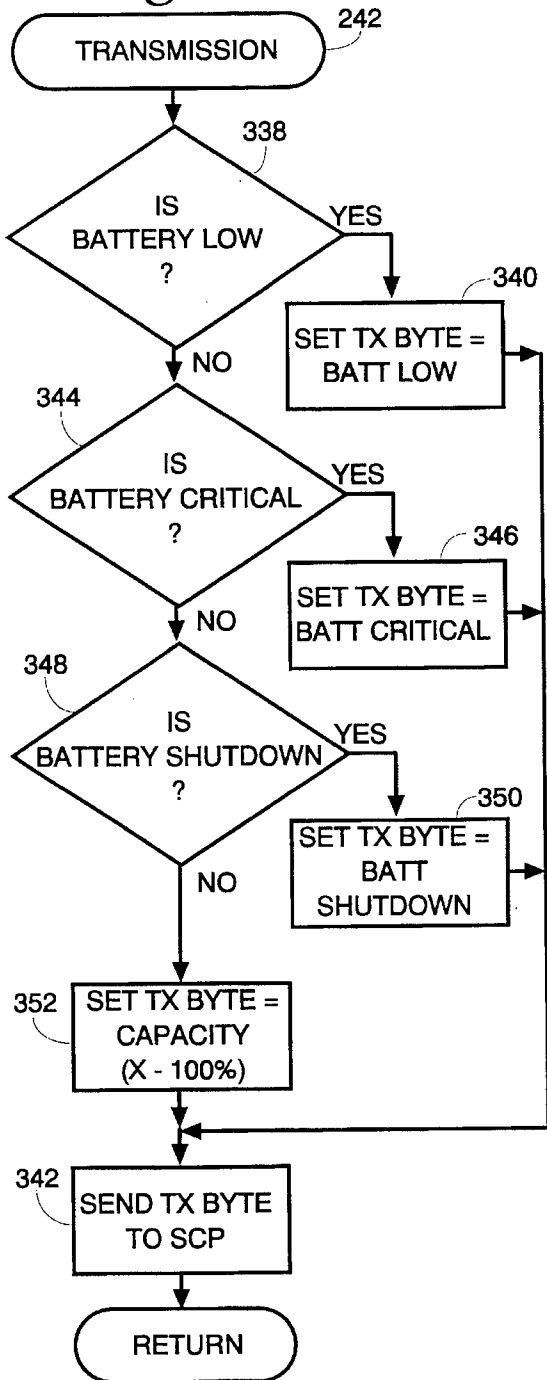 TRANSMISSION
242
338
IS
BATTERY LOW
?
YES
340
SET TX BYTE =
BATT LOW
NO
344
IS
BATTERY CRITICAL
?
YES
346
SET TX BYTE =
BATT CRITICAL
NO
348
IS
BATTERY SHUTDOWN
?
YES
350
SET TX BYTE =
BATT
SHUTDOWN
NO
352
SET TX BYTE =
CAPACITY
(X - 100%)
342
SEND TX BYTE
TO SCP
RETURN